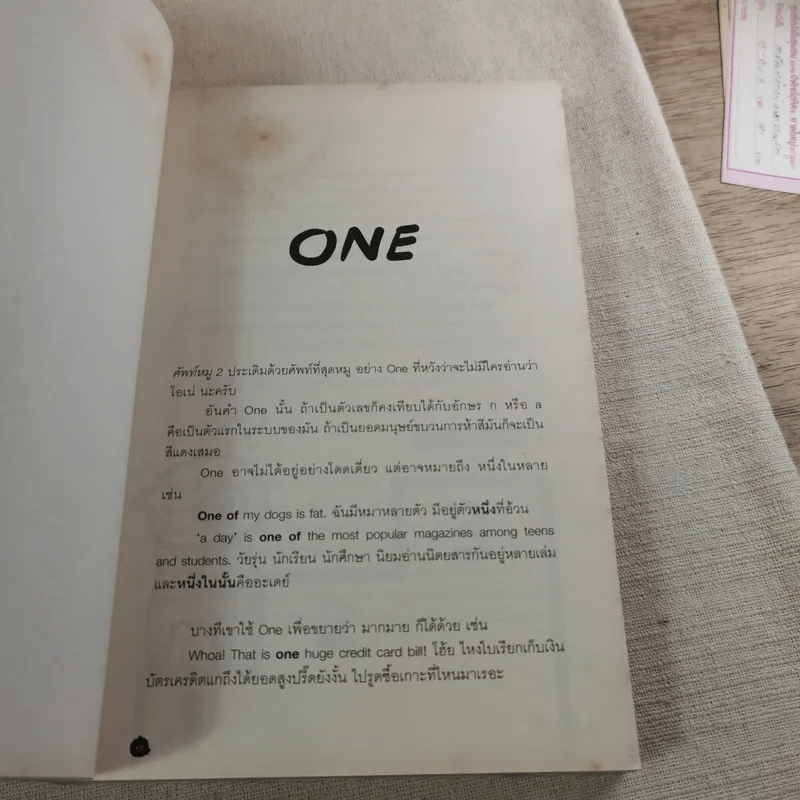 ONE
ศัพท์หมู 2 ประเดิมด้วยศัพท์ที่สุดหมู อย่าง One ที่หวังว่าจะไม่มีใครอ่านว่า
โอเน่ นะครับ
อันคำ One นั้น ถ้าเป็นตัวเลขก็คงเทียบได้กับอักษร ก หรือ a
คือเป็นตัวแรกในระบบของมัน ถ้าเป็นยอดมนุษย์ขบวนการห้าสีมันก็จะเป็น
สีแดงเสมอ
One อาจไม่ได้อยู่อย่างโดดเดี่ยว แต่อาจหมายถึง หนึ่งในหลาย
เช่น
One of my dogs is fat. ฉันมีหมาหลายตัว มีอยู่ตัวหนึ่งที่อ้วน
'a day' is one of the most popular magazines among teens
and students. วัยรุ่น นักเรียน นักศึกษา นิยมอ่านนิตยสารกันอยู่หลายเล่ม
และหนึ่งในนั้นคืออะเดย์
บางทีเขาใช้ One เพื่อขยายว่า มากมาย ก็ได้ด้วย เช่น
Whoa! That is one huge credit card bill! โอ้ย ไหงใบเรียกเก็บเงิน
บัตรเครดิตแกถึงได้ยอดสูงปรี๊ดยังงั้น ไปรูดซื้อเกาะที่ไหนมาเรอะ